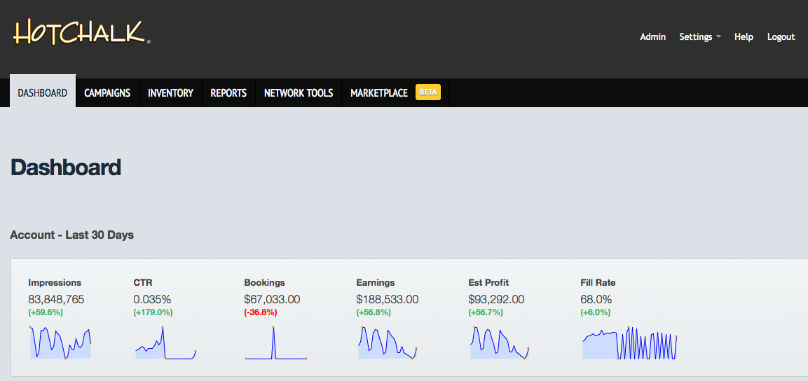 HOTCHALK
Admin Settings Help Logout
DASHBOARD CAMPAIGNS INVENTORY REPORTS NETWORK TOOLS MARKETPLACE BETA
Dashboard
Account - Last 30 Days
Impressions CTR Bookings Earnings Est Profit Fill Rate
83,848,765 0.035% $67,033.00 $188,533.00 $93,292.00 68.0%
(+59.6%) (+179.0%) (-36.8%) (+56.8%) (+56.7%) (+6.0%)